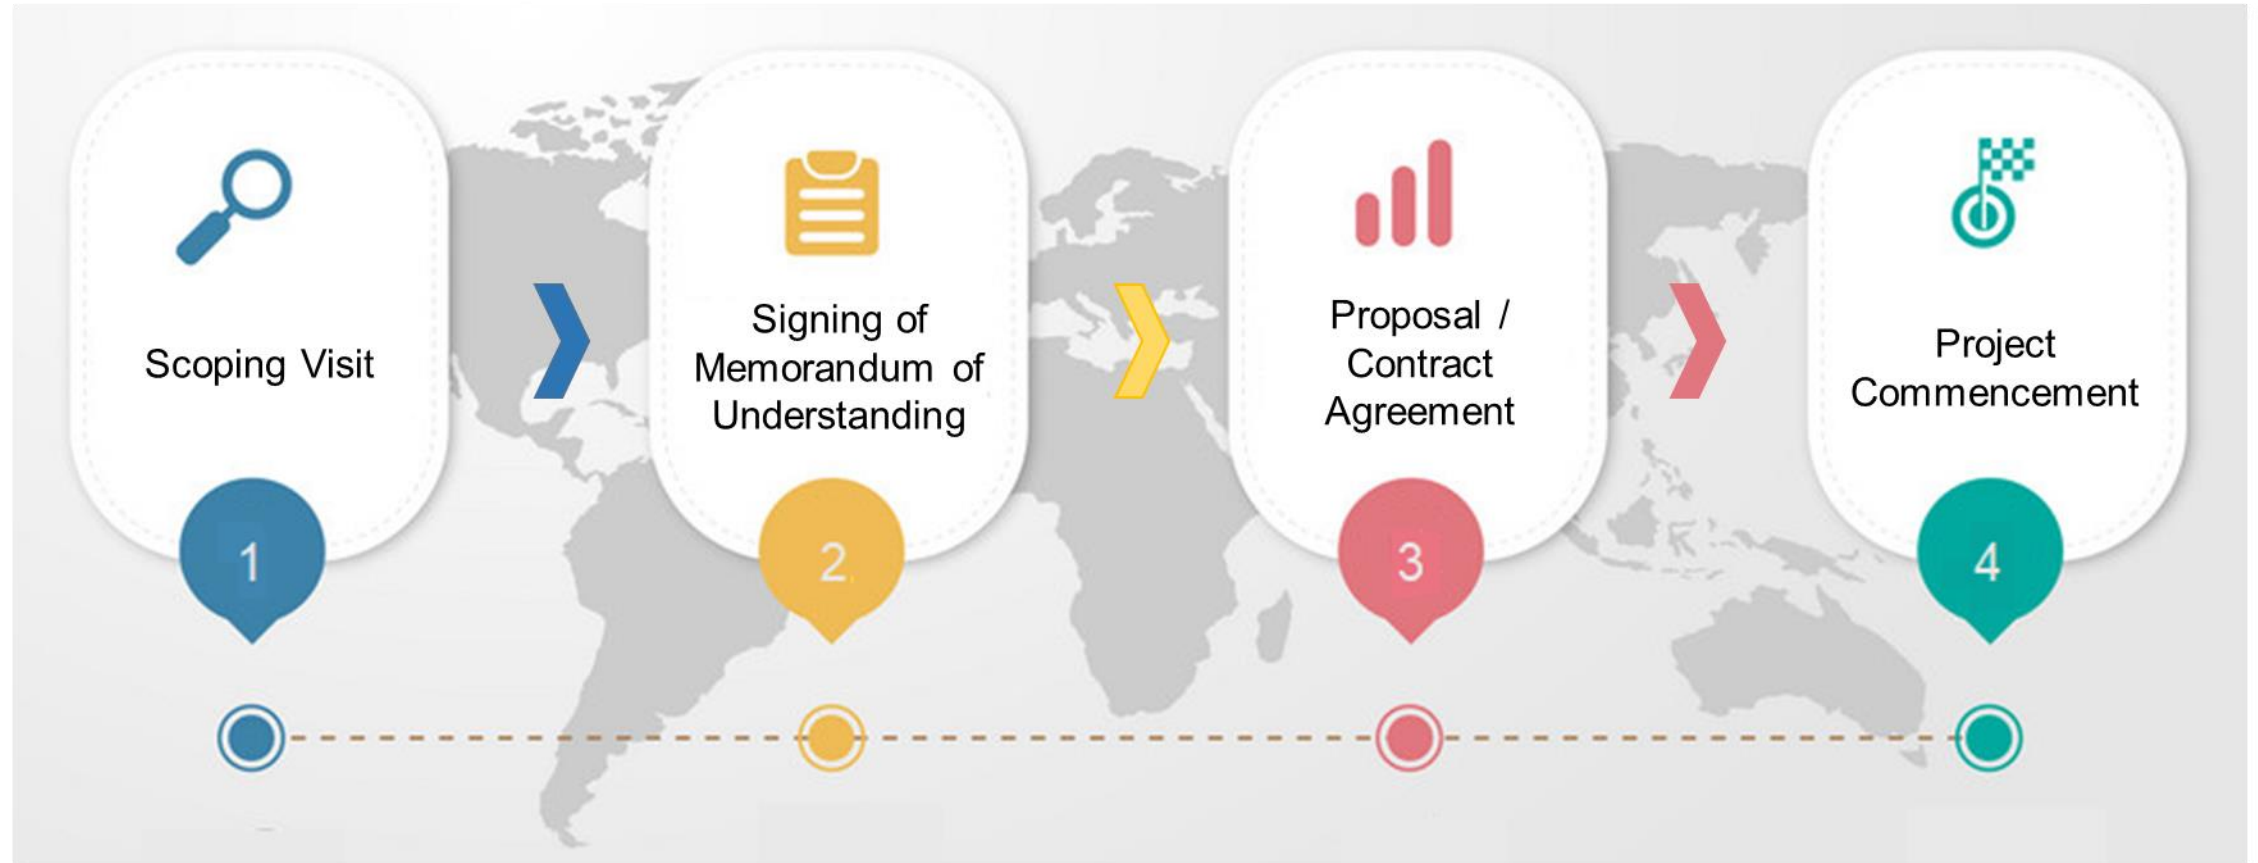 Scoping Visit
Signing of
Memorandum of
Understanding
Proposal /
Contract
Agreement
Project
Commencement
1
2
3
4